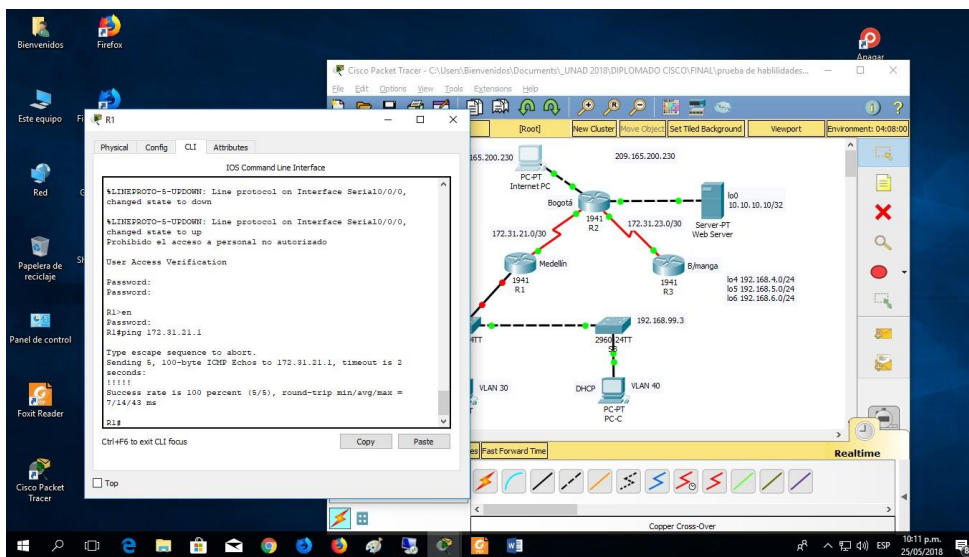 Bienvenidos
Firefox
Apagar
Este equipo
Red
Papelera de
reciclaje
Panel de control
Foxit Reader
Cisco Packet
Tracer
Cisco Packet Tracer - C:\Users\Bienvenidos\Documents\_UNAD 2018\DIPLOMADO CISCO\FINAL\prueba de hablilidades...
File Edit Options View Tools Extensions Help
[Root] New Cluster Move Object Set Tiled Background Viewport Environment: 04:08:00
R1
Physical Config CLI Attributes
IOS Command Line Interface
%LINEPROTO-5-UPDOWN: Line protocol on Interface Serial0/0/0,
changed state to down
%LINEPROTO-5-UPDOWN: Line protocol on Interface Serial0/0/0,
changed state to up
Prohibido el acceso a personal no autorizado
User Access Verification
Password:
Password:
R1>en
Password:
R1#ping 172.31.21.1
Type escape sequence to abort.
Sending 5, 100-byte ICMP Echos to 172.31.21.1, timeout is 2
seconds:
!!!!!
Success rate is 100 percent (5/5), round-trip min/avg/max =
7/14/43 ms
R1#
Ctrl+F6 to exit CLI focus
Copy
Paste
Top
165.200.230
209.165.200.230
PC-PT
Internet PC
Bogotá
1941
R2
lo0
10.10.10.10/32
Server-PT
Web Server
172.31.21.0/30
172.31.23.0/30
Medellín
1941
R1
B/manga
1941
R3
lo4 192.168.4.0/24
lo5 192.168.5.0/24
lo6 192.168.6.0/24
192.168.99.3
4TT
2960 24TT
S3
VLAN 30
DHCP
VLAN 40
PC-PT
PC-C
es Fast Forward Time
Realtime
Copper Cross-Over
ESP
10:11 p.m.
25/05/2018